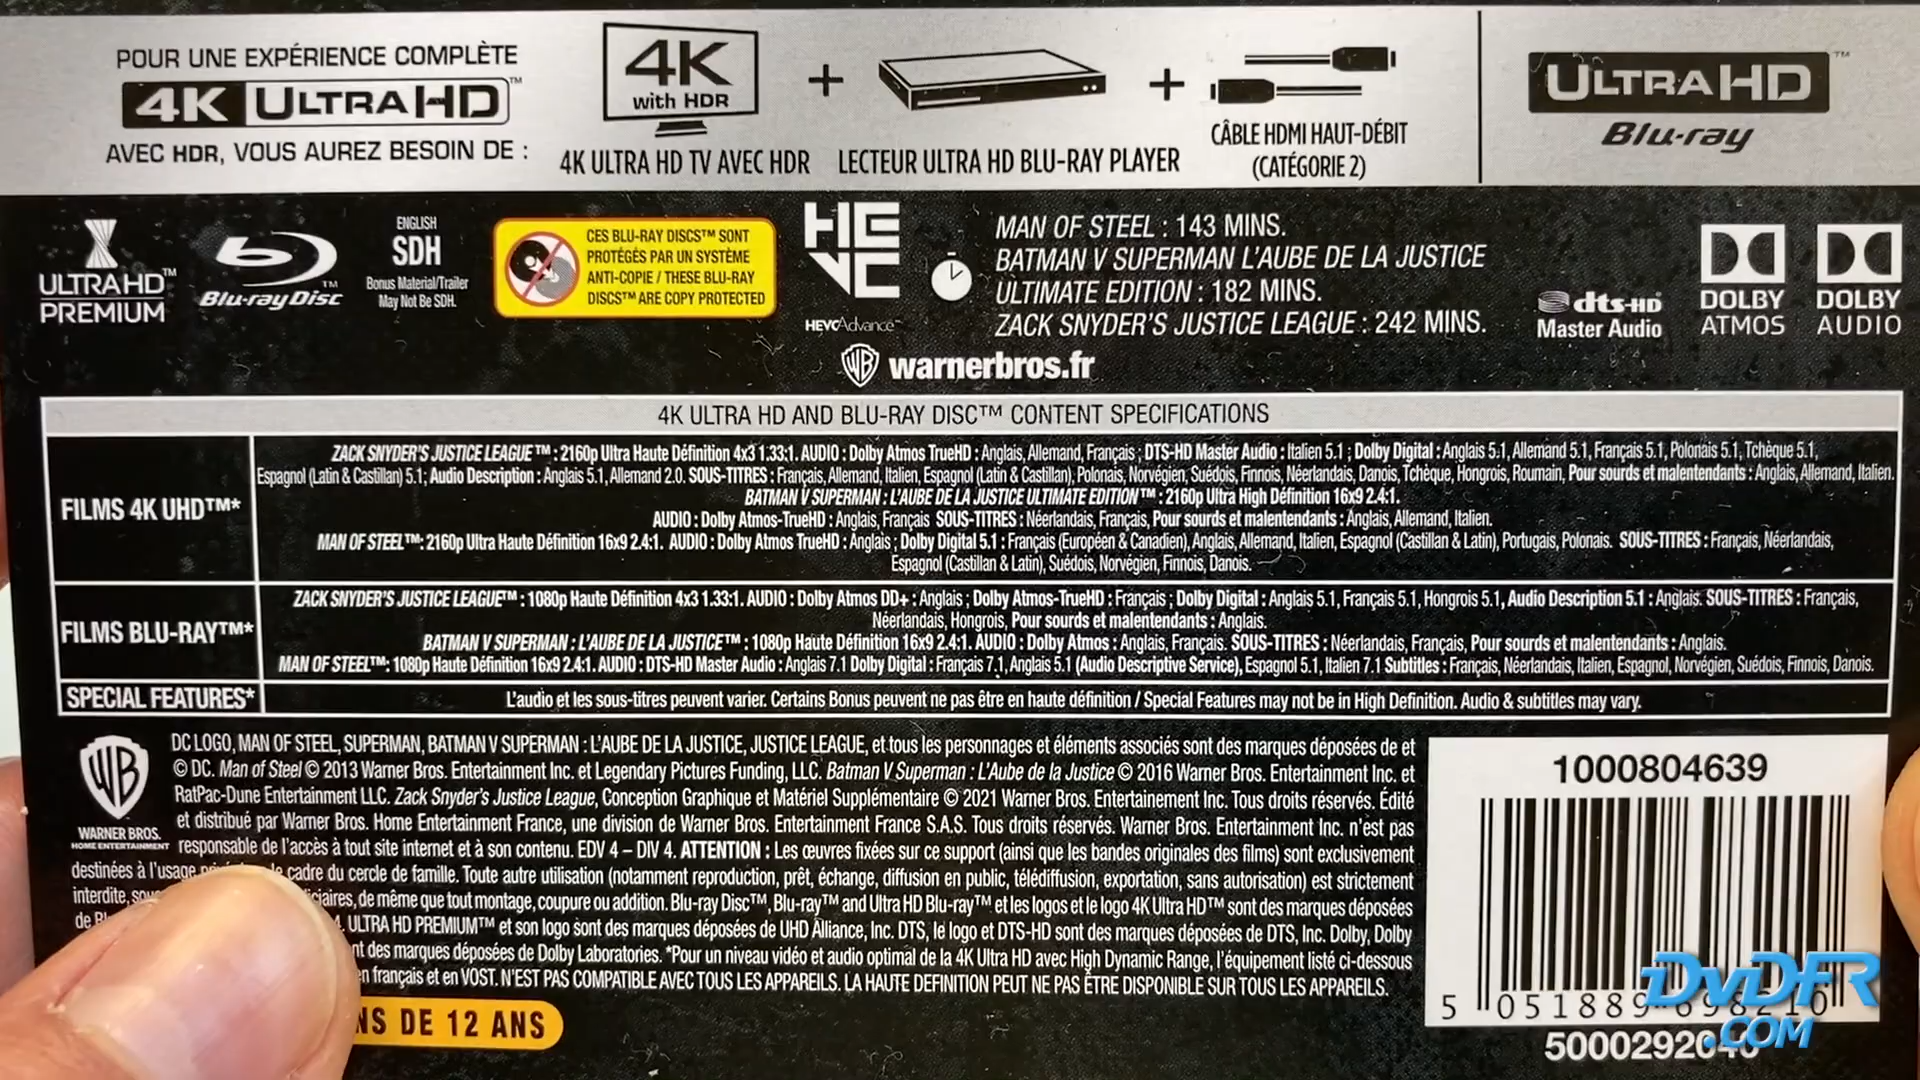 POUR UNE EXPÉRIENCE COMPLÈTE
4K ULTRA HD™
AVEC HDR, VOUS AUREZ BESOIN DE :
4K
with HDR
4K ULTRA HD TV AVEC HDR
+
LECTEUR ULTRA HD BLU-RAY PLAYER
+
CÂBLE HDMI HAUT-DÉBIT
(CATÉGORIE 2)
ULTRA HD™
Blu-ray
ULTRA HD™
PREMIUM
Blu-ray Disc™
ENGLISH
SDH
Bonus Material/Trailer
May Not Be SDH.
CES BLU-RAY DISCS™ SONT
PROTÉGÉS PAR UN SYSTÈME
ANTI-COPIE / THESE BLU-RAY
DISCS™ ARE COPY PROTECTED
HEVC
HEVC Advance™
MAN OF STEEL : 143 MINS.
BATMAN V SUPERMAN L'AUBE DE LA JUSTICE
ULTIMATE EDITION : 182 MINS.
ZACK SNYDER'S JUSTICE LEAGUE : 242 MINS.
dts-HD
Master Audio
DOLBY
ATMOS
DOLBY
AUDIO
WB warnerbros.fr
4K ULTRA HD AND BLU-RAY DISC™ CONTENT SPECIFICATIONS
FILMS 4K UHD™*
ZACK SNYDER'S JUSTICE LEAGUE™ : 2160p Ultra Haute Définition 4x3 1.33:1. AUDIO : Dolby Atmos TrueHD : Anglais, Allemand, Français ; DTS-HD Master Audio : Italien 5.1 ; Dolby Digital : Anglais 5.1, Allemand 5.1, Français 5.1, Polonais 5.1, Tchèque 5.1,
Espagnol (Latin & Castillan) 5.1; Audio Description : Anglais 5.1, Allemand 2.0. SOUS-TITRES : Français, Allemand, Italien, Espagnol (Latin & Castillan), Polonais, Norvégien, Suédois, Finnois, Néerlandais, Danois, Tchèque, Hongrois, Roumain, Pour sourds et malentendants : Anglais, Allemand, Italien.
BATMAN V SUPERMAN : L'AUBE DE LA JUSTICE ULTIMATE EDITION™ : 2160p Ultra High Définition 16x9 2.4:1.
AUDIO : Dolby Atmos-TrueHD : Anglais, Français SOUS-TITRES : Néerlandais, Français, Pour sourds et malentendants : Anglais, Allemand, Italien.
MAN OF STEEL™: 2160p Ultra Haute Définition 16x9 2.4:1. AUDIO : Dolby Atmos TrueHD : Anglais ; Dolby Digital 5.1 : Français (Européen & Canadien), Anglais, Allemand, Italien, Espagnol (Castillan & Latin), Portugais, Polonais. SOUS-TITRES : Français, Néerlandais,
Espagnol (Castillan & Latin), Suédois, Norvégien, Finnois, Danois.
FILMS BLU-RAY™*
ZACK SNYDER'S JUSTICE LEAGUE™ : 1080p Haute Définition 4x3 1.33:1. AUDIO : Dolby Atmos DD+ : Anglais ; Dolby Atmos-TrueHD : Français ; Dolby Digital : Anglais 5.1, Français 5.1, Hongrois 5.1, Audio Description 5.1 : Anglais. SOUS-TITRES : Français,
Néerlandais, Hongrois, Pour sourds et malentendants : Anglais.
BATMAN V SUPERMAN : L'AUBE DE LA JUSTICE™ : 1080p Haute Définition 16x9 2.4:1. AUDIO : Dolby Atmos : Anglais, Français. SOUS-TITRES : Néerlandais, Français, Pour sourds et malentendants : Anglais.
MAN OF STEEL™: 1080p Haute Définition 16x9 2.4:1. AUDIO : DTS-HD Master Audio : Anglais 7.1 Dolby Digital : Français 7.1, Anglais 5.1 (Audio Descriptive Service), Espagnol 5.1, Italien 7.1 Subtitles : Français, Néerlandais, Italien, Espagnol, Norvégien, Suédois, Finnois, Danois.
SPECIAL FEATURES*
L'audio et les sous-titres peuvent varier. Certains Bonus peuvent ne pas être en haute définition / Special Features may not be in High Definition. Audio & subtitles may vary.
WB
WARNER BROS.
HOME ENTERTAINMENT
DC LOGO, MAN OF STEEL, SUPERMAN, BATMAN V SUPERMAN : L'AUBE DE LA JUSTICE, JUSTICE LEAGUE, et tous les personnages et éléments associés sont des marques déposées de et
© DC. Man of Steel © 2013 Warner Bros. Entertainment Inc. et Legendary Pictures Funding, LLC. Batman V Superman : L'Aube de la Justice © 2016 Warner Bros. Entertainment Inc. et
RatPac-Dune Entertainment LLC. Zack Snyder's Justice League, Conception Graphique et Matériel Supplémentaire © 2021 Warner Bros. Entertainement Inc. Tous droits réservés. Édité
et distribué par Warner Bros. Home Entertainment France, une division de Warner Bros. Entertainment France S.A.S. Tous droits réservés. Warner Bros. Entertainment Inc. n'est pas
responsable de l'accès à tout site internet et à son contenu. EDV 4 – DIV 4. ATTENTION : Les œuvres fixées sur ce support (ainsi que les bandes originales des films) sont exclusivement
destinées à l'usage cadre du cercle de famille. Toute autre utilisation (notamment reproduction, prêt, échange, diffusion en public, télédiffusion, exportation, sans autorisation) est strictement
interdite, de même que tout montage, coupure ou addition. Blu-ray Disc™, Blu-ray™ and Ultra HD Blu-ray™ et les logos et le logo 4K Ultra HD™ sont des marques déposées
de ULTRA HD PREMIUM™ et son logo sont des marques déposées de UHD Alliance, Inc. DTS, le logo et DTS-HD sont des marques déposées de DTS, Inc. Dolby, Dolby
des marques déposées de Dolby Laboratories. *Pour un niveau vidéo et audio optimal de la 4K Ultra HD avec High Dynamic Range, l'équipement listé ci-dessous
en français et en VOST. N'EST PAS COMPATIBLE AVEC TOUS LES APPAREILS. LA HAUTE DEFINITION PEUT NE PAS ÊTRE DISPONIBLE SUR TOUS LES APPAREILS.
NS DE 12 ANS
1000804639
5 051889 698210
DVDFR
.COM